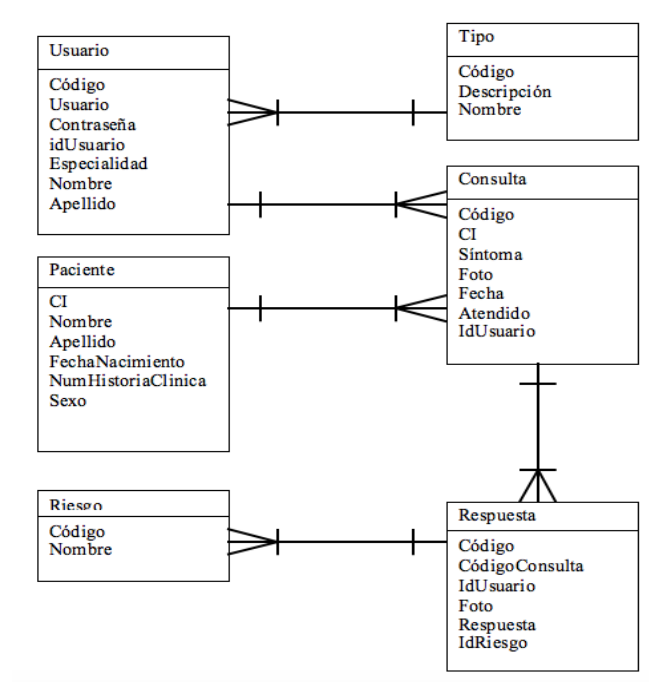 Usuario
Código
Usuario
Contraseña
idUsuario
Especialidad
Nombre
Apellido
Tipo
Código
Descripción
Nombre
Consulta
Código
CI
Síntoma
Foto
Fecha
Atendido
IdUsuario
Paciente
CI
Nombre
Apellido
FechaNacimiento
NumHistoriaClinica
Sexo
Riesgo
Código
Nombre
Respuesta
Código
CódigoConsulta
IdUsuario
Foto
Respuesta
IdRiesgo